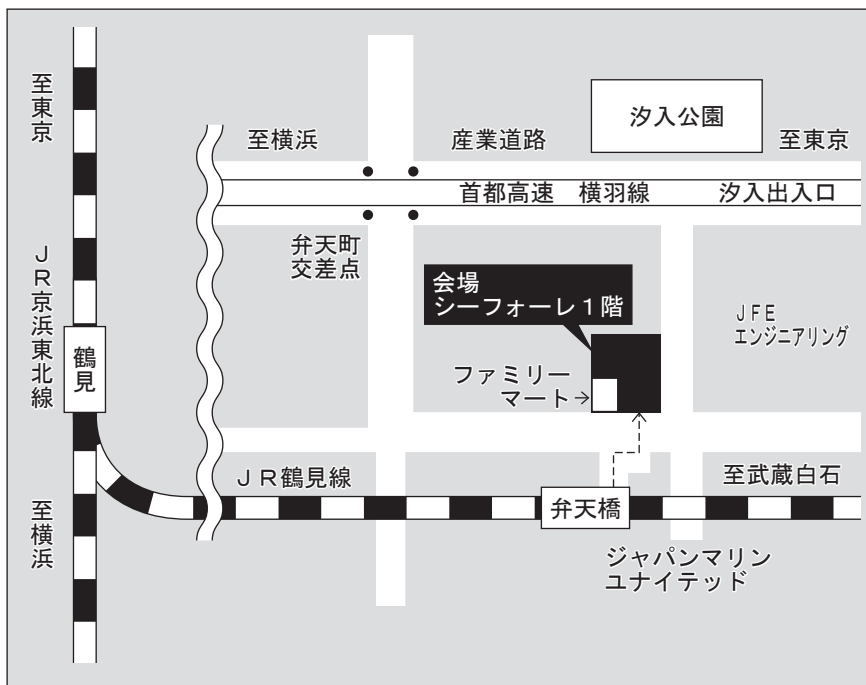 至東京
ＪＲ京浜東北線
鶴見
至横浜
至横浜
産業道路
汐入公園
至東京
首都高速　横羽線　汐入出入口
弁天町
交差点
会場
シーフォーレ１階
ＪＦＥ
エンジニアリング
ファミリー
マート→
ＪＲ鶴見線
弁天橋
至武蔵白石
ジャパンマリン
ユナイテッド